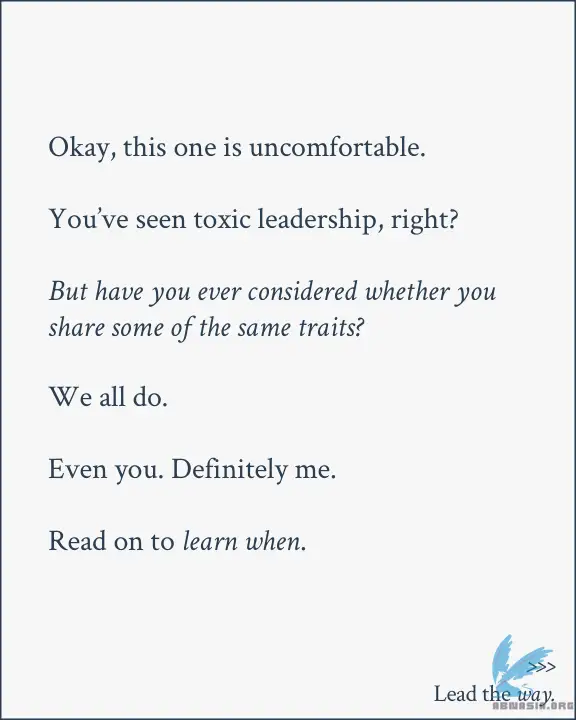 Okay, this one is uncomfortable.
You’ve seen toxic leadership, right?
But have you ever considered whether you
share some of the same traits?
We all do.
Even you. Definitely me.
Read on to learn when.
>>>
Lead the way.
ABWASIA.ORG